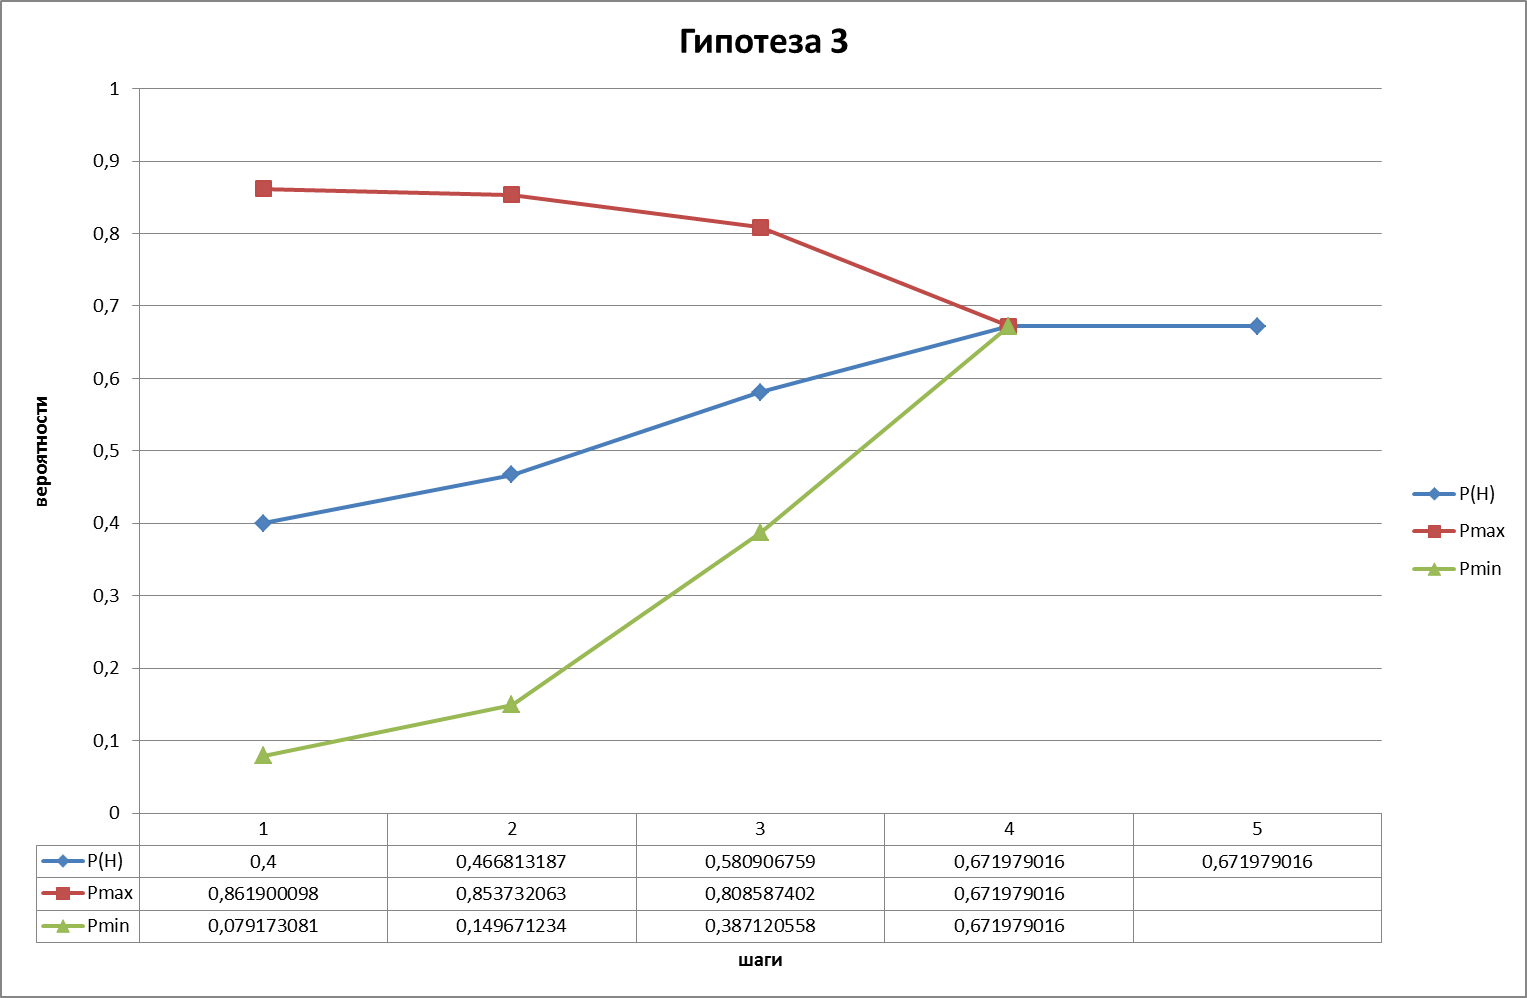 Гипотеза 3
1
0,9
0,8
0,7
0,6
0,5
0,4
0,3
0,2
0,1
0
вероятности
P(H)
Pmax
Pmin
1 2 3 4 5
P(H) 0,4 0,466813187 0,580906759 0,671979016 0,671979016
Pmax 0,861900098 0,853732063 0,808587402 0,671979016
Pmin 0,079173081 0,149671234 0,387120558 0,671979016
шаги